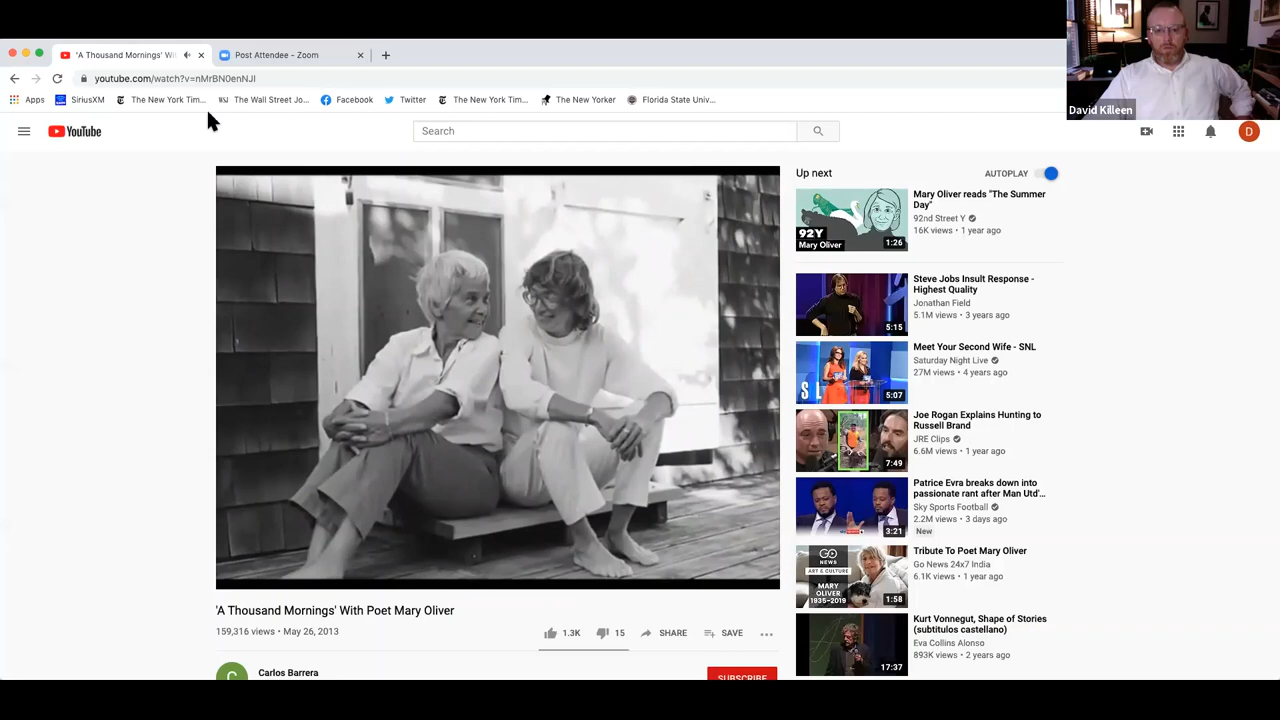 'A Thousand Mornings' Wi
Post Attendee - Zoom
youtube.com/watch?v=nMrBN0enNJI
Apps
SiriusXM
The New York Tim...
WSJ
The Wall Street Jo...
Facebook
Twitter
The New York Tim...
The New Yorker
Florida State Univ...
David Killeen
YouTube
Search
D
Up next
AUTOPLAY
92Y
Mary Oliver
1:26
Mary Oliver reads "The Summer
Day"
92nd Street Y
16K views • 1 year ago
5:15
Steve Jobs Insult Response -
Highest Quality
Jonathan Field
5.1M views • 3 years ago
SL
5:07
Meet Your Second Wife - SNL
Saturday Night Live
27M views • 4 years ago
7:49
Joe Rogan Explains Hunting to
Russell Brand
JRE Clips
6.6M views • 1 year ago
3:21
Patrice Evra breaks down into
passionate rant after Man Utd'...
Sky Sports Football
2.2M views • 3 days ago
New
GO
NEWS
ART & CULTURE
MARY
OLIVER
1935-2019
1:58
Tribute To Poet Mary Oliver
Go News 24x7 India
6.1K views • 1 year ago
17:37
Kurt Vonnegut, Shape of Stories
(subtitulos castellano)
Eva Collins Alonso
893K views • 2 years ago
'A Thousand Mornings' With Poet Mary Oliver
159,316 views • May 26, 2013
1.3K
15
SHARE
SAVE
C
Carlos Barrera
SUBSCRIBE